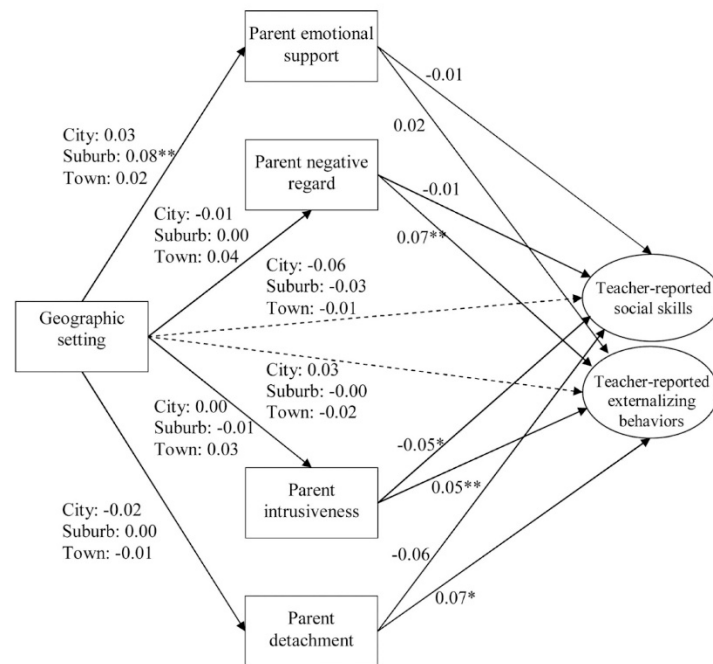 Parent emotional
support
-0.01
City: 0.03
Suburb: 0.08**
Town: 0.02
0.02
Parent negative
regard
-0.01
City: -0.01
Suburb: 0.00
Town: 0.04
0.07**
City: -0.06
Suburb: -0.03
Town: -0.01
Teacher-reported
social skills
Geographic
setting
City: 0.03
Suburb: -0.00
Town: -0.02
Teacher-reported
externalizing
behaviors
City: 0.00
Suburb: -0.01
Town: 0.03
-0.05*
0.05**
Parent
intrusiveness
City: -0.02
Suburb: 0.00
Town: -0.01
-0.06
0.07*
Parent
detachment